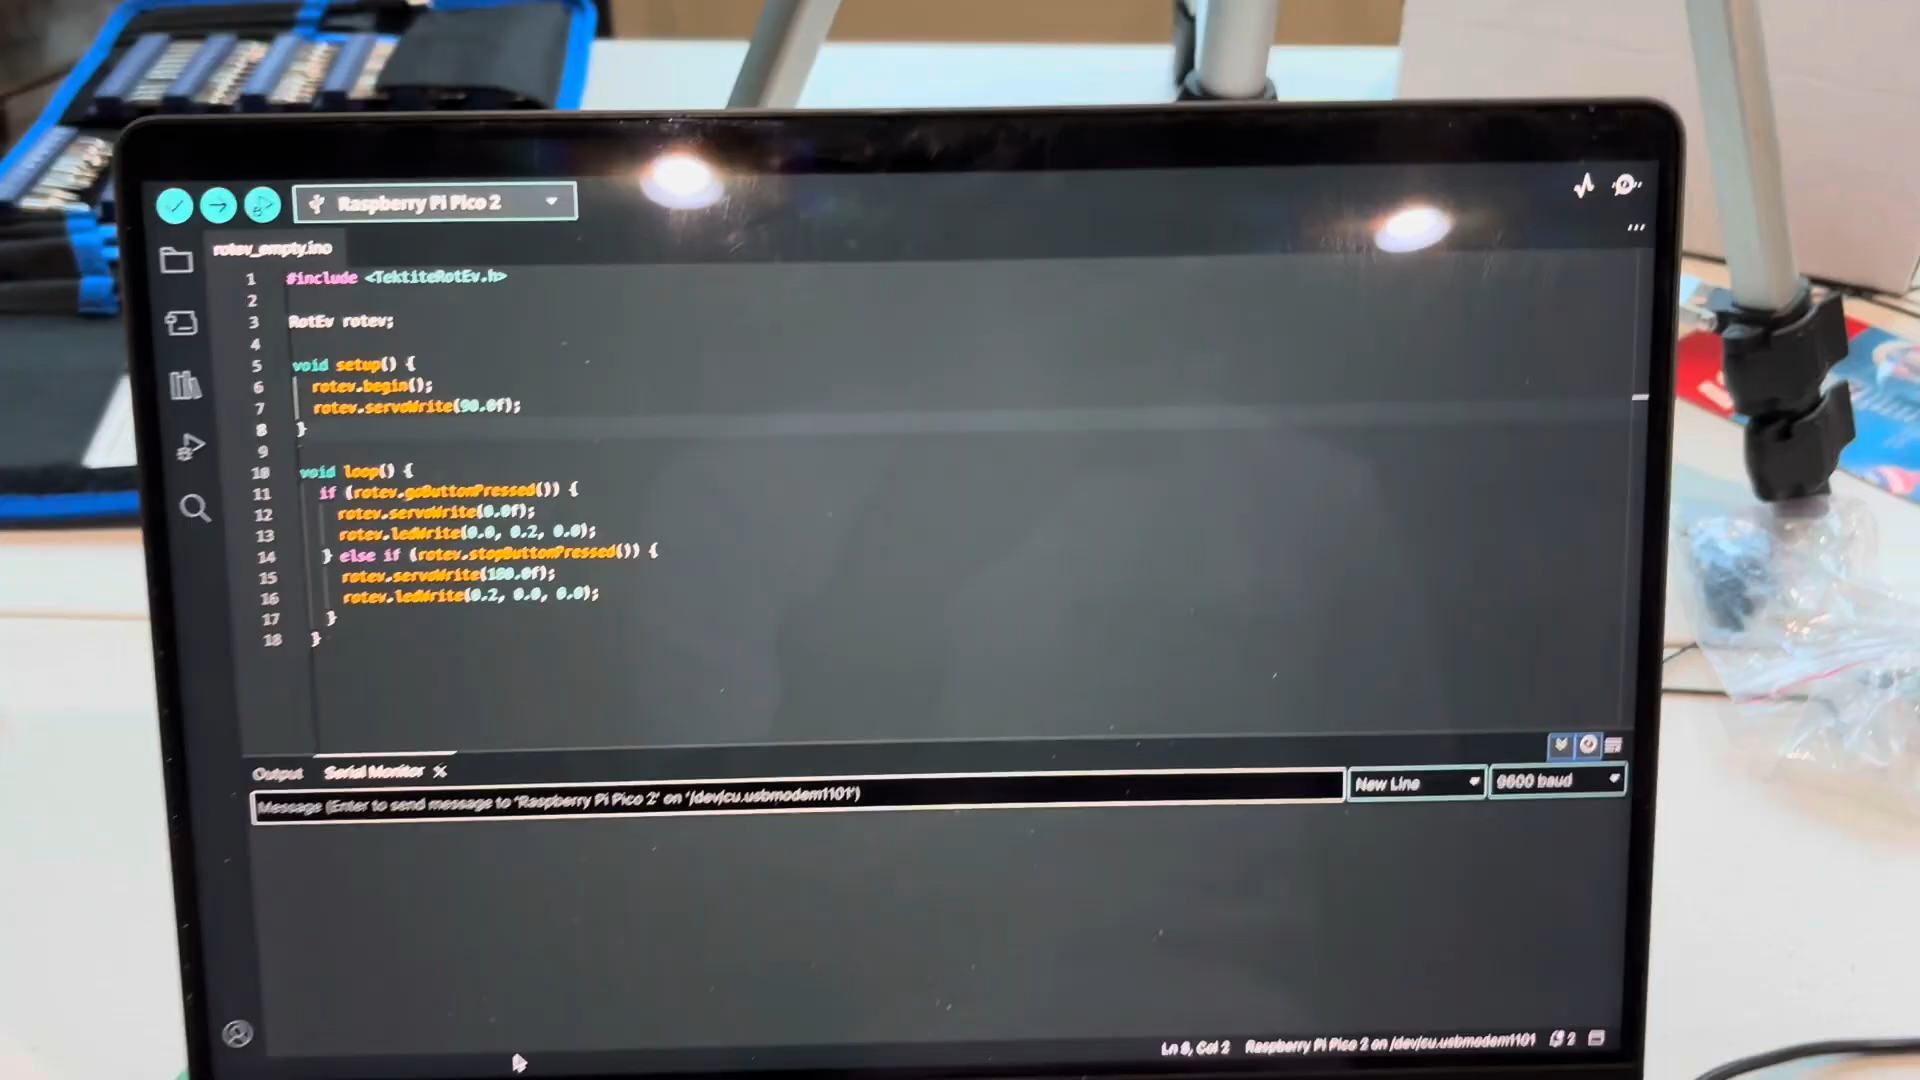 Raspberry Pi Pico 2
rotev_empty.ino
...
1 #include <TektiteRotEv.h>
2
3 RotEv rotev;
4
5 void setup() {
6 rotev.begin();
7 rotev.servoWrite(90.0f);
8 }
9
10 void loop() {
11 if (rotev.goButtonPressed()) {
12 rotev.servoWrite(0.0f);
13 rotev.ledWrite(0.0, 0.2, 0.0);
14 } else if (rotev.stopButtonPressed()) {
15 rotev.servoWrite(180.0f);
16 rotev.ledWrite(0.2, 0.0, 0.0);
17 }
18 }
Output Serial Monitor ×
Message (Enter to send message to 'Raspberry Pi Pico 2' on '/dev/cu.usbmodem1101')
New Line 9600 baud
Ln 8, Col 2 Raspberry Pi Pico 2 on /dev/cu.usbmodem1101 2